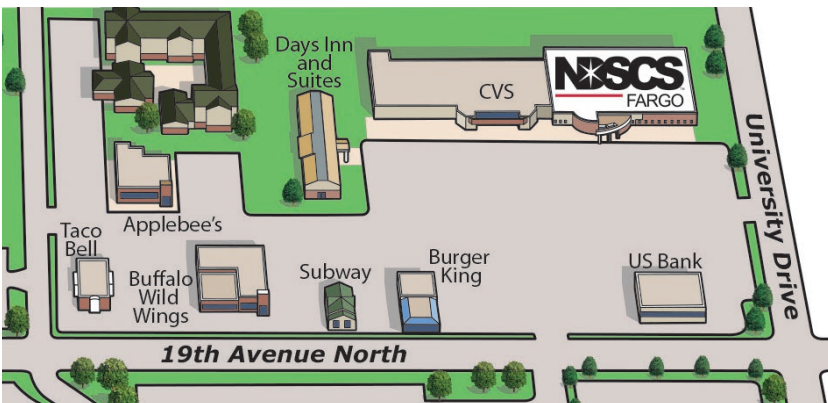 Days Inn
and
Suites
CVS
NDSCS
FARGO
University Drive
Applebee's
Taco
Bell
Buffalo
Wild
Wings
Subway
Burger
King
US Bank
19th Avenue North